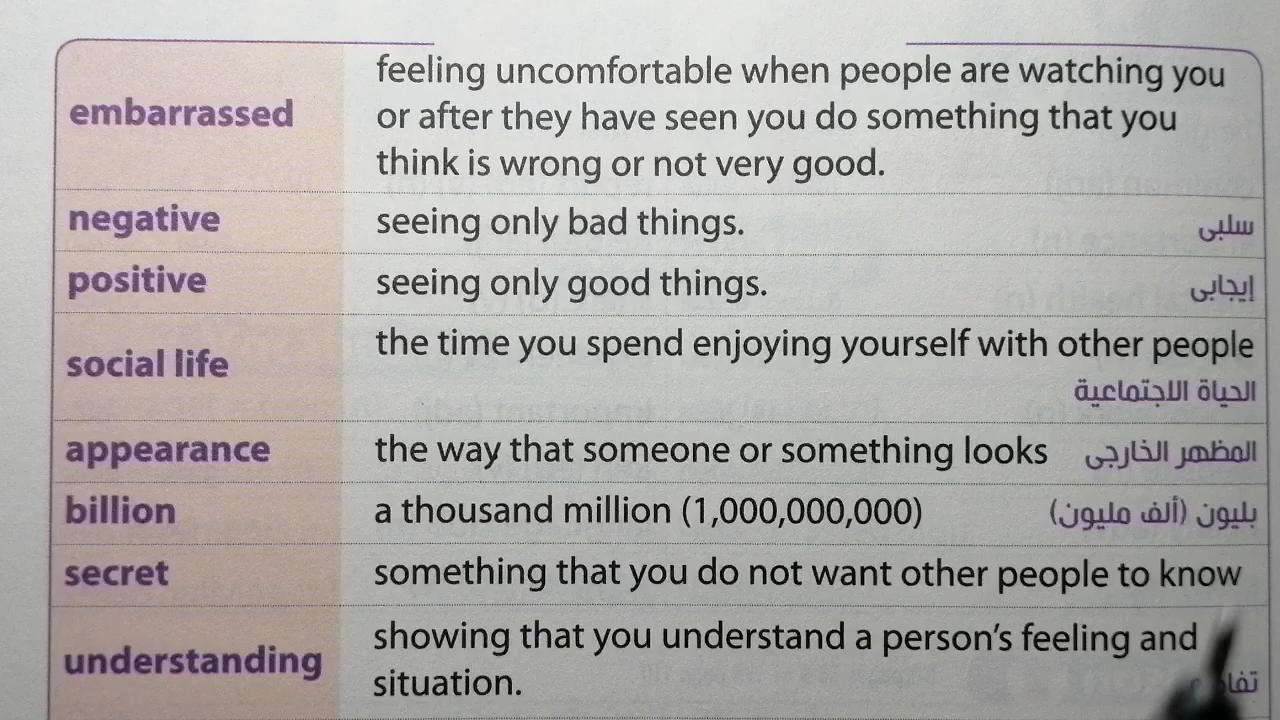 embarrassed
feeling uncomfortable when people are watching you
or after they have seen you do something that you
think is wrong or not very good.
negative
seeing only bad things.
سلبى
positive
seeing only good things.
إيجابى
social life
the time you spend enjoying yourself with other people
الحياة الاجتماعية
appearance
the way that someone or something looks
المظهر الخارجى
billion
a thousand million (1,000,000,000)
بليون (ألف مليون)
secret
something that you do not want other people to know
understanding
showing that you understand a person's feeling and
situation.